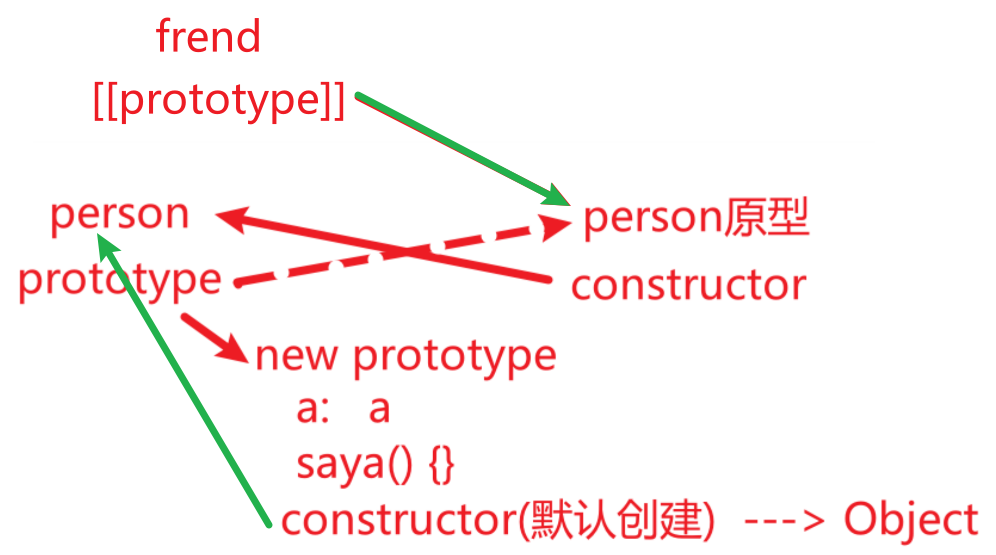 frend
[[prototype]]
person
person原型
prototype
constructor
new prototype
a: a
saya() {}
constructor(默认创建) ---> Object